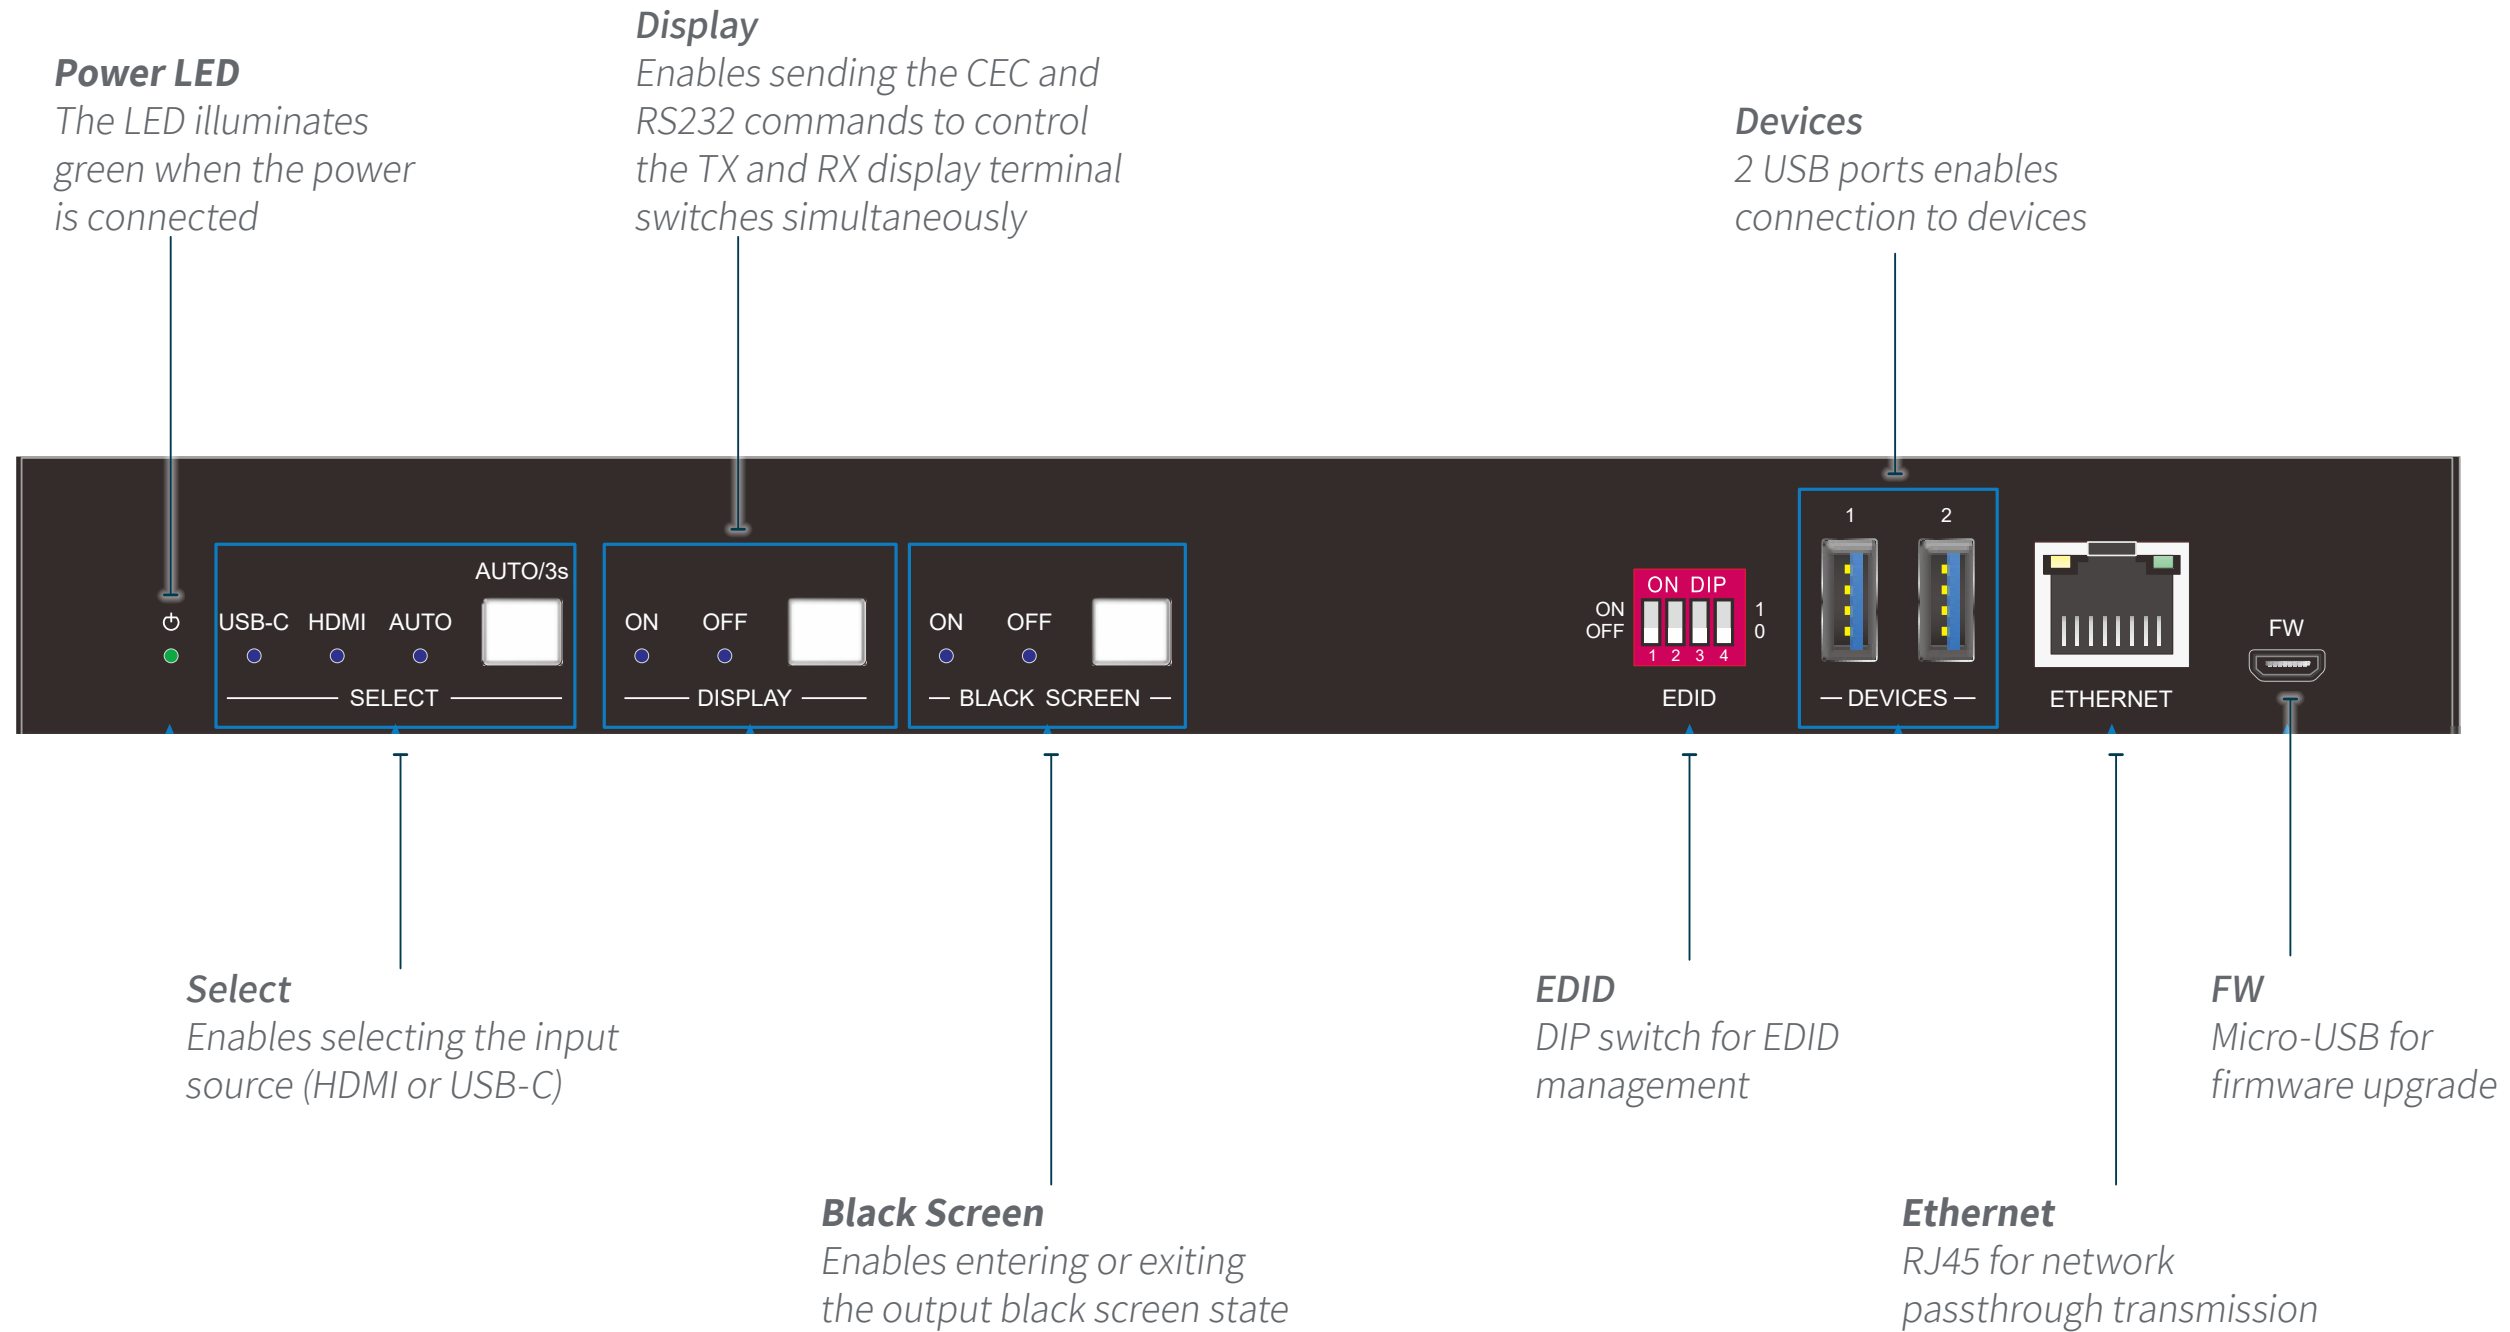 Power LED
The LED illuminates
green when the power
is connected
Display
Enables sending the CEC and
RS232 commands to control
the TX and RX display terminal
switches simultaneously
Devices
2 USB ports enables
connection to devices
USB-C HDMI AUTO
AUTO/3s
SELECT
ON OFF
DISPLAY
ON OFF
BLACK SCREEN
ON
OFF
ON DIP
1 2 3 4
1
0
EDID
1 2
DEVICES
ETHERNET
FW
Select
Enables selecting the input
source (HDMI or USB-C)
Black Screen
Enables entering or exiting
the output black screen state
EDID
DIP switch for EDID
management
Ethernet
RJ45 for network
passthrough transmission
FW
Micro-USB for
firmware upgrade